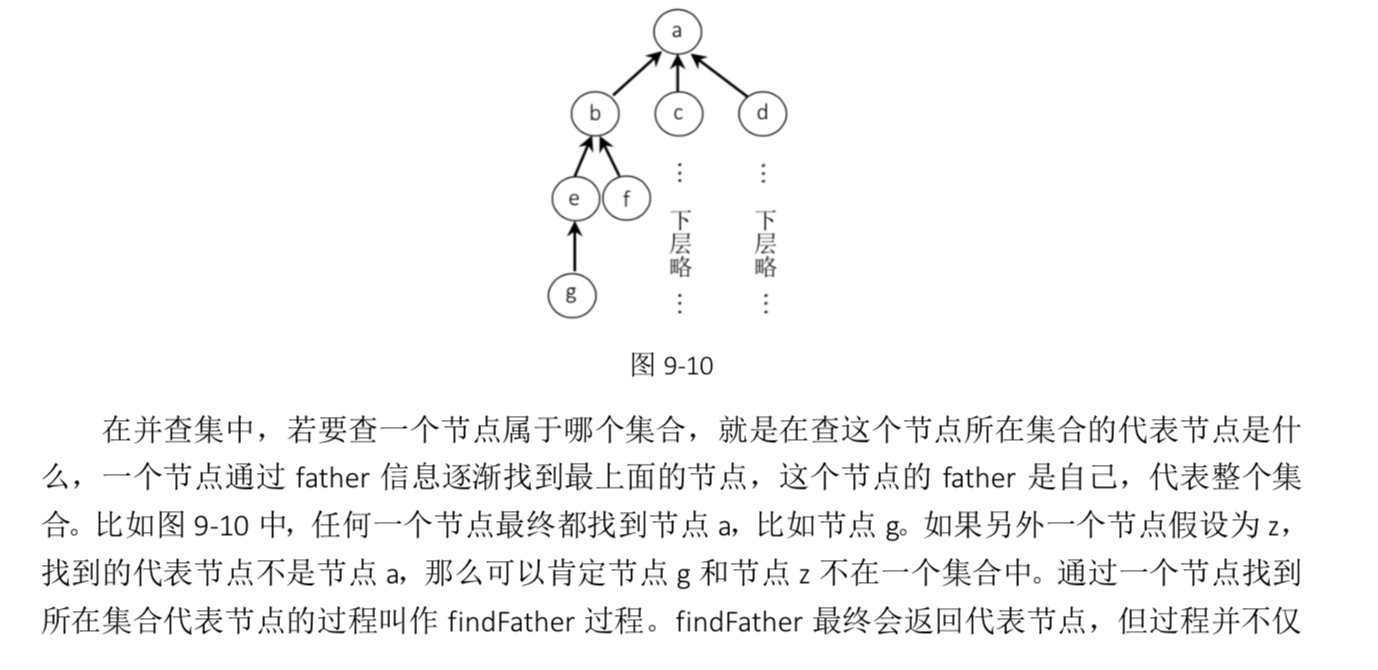 a
b
c
d
e
f
⋮
⋮
下层略
下层略
g
⋮
⋮
图 9-10
在并查集中，若要查一个节点属于哪个集合，就是在查这个节点所在集合的代表节点是什
么，一个节点通过 father 信息逐渐找到最上面的节点，这个节点的 father 是自己，代表整个集
合。比如图 9-10 中，任何一个节点最终都找到节点 a，比如节点 g。如果另外一个节点假设为 z，
找到的代表节点不是节点 a，那么可以肯定节点 g 和节点 z 不在一个集合中。通过一个节点找到
所在集合代表节点的过程叫作 findFather 过程。findFather 最终会返回代表节点，但过程并不仅